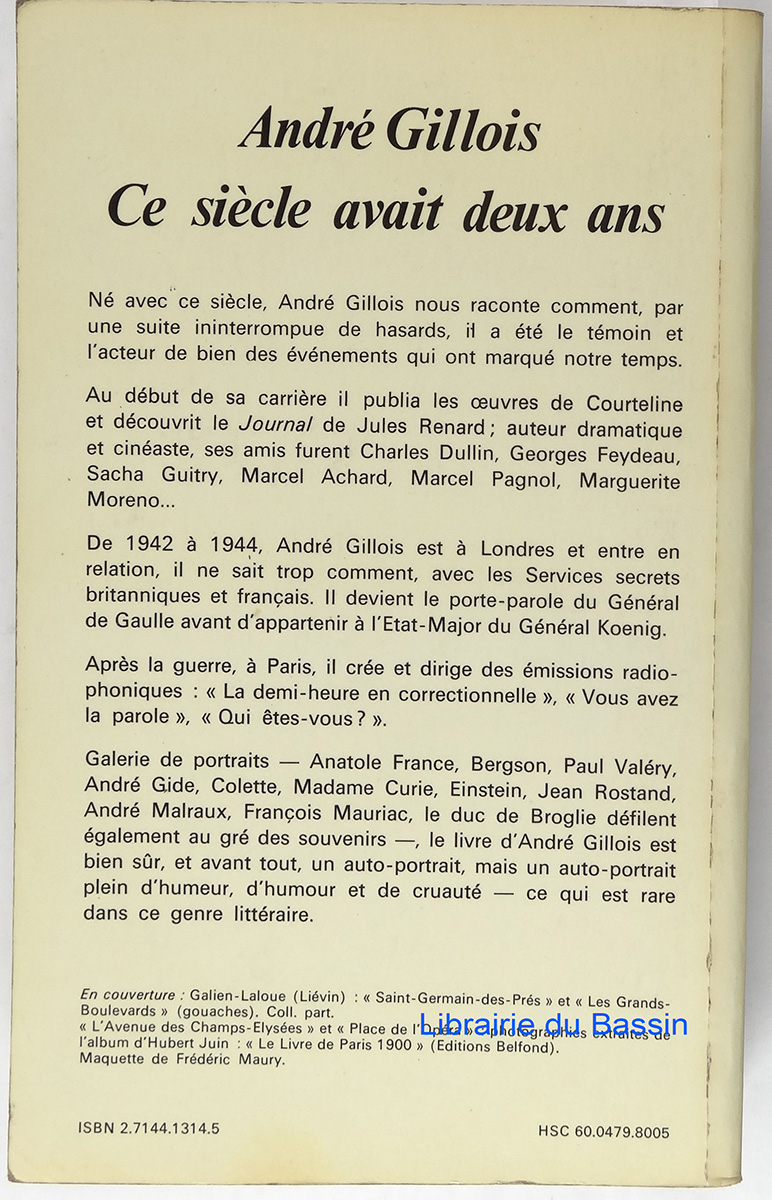 André Gillois
Ce siècle avait deux ans
Né avec ce siècle, André Gillois nous raconte comment, par
une suite ininterrompue de hasards, il a été le témoin et
l'acteur de bien des événements qui ont marqué notre temps.
Au début de sa carrière il publia les œuvres de Courteline
et découvrit le Journal de Jules Renard ; auteur dramatique
et cinéaste, ses amis furent Charles Dullin, Georges Feydeau,
Sacha Guitry, Marcel Achard, Marcel Pagnol, Marguerite
Moreno...
De 1942 à 1944, André Gillois est à Londres et entre en
relation, il ne sait trop comment, avec les Services secrets
britanniques et français. Il devient le porte-parole du Général
de Gaulle avant d'appartenir à l'Etat-Major du Général Koenig.
Après la guerre, à Paris, il crée et dirige des émissions radio-
phoniques : « La demi-heure en correctionnelle », « Vous avez
la parole », « Qui êtes-vous ? ».
Galerie de portraits — Anatole France, Bergson, Paul Valéry,
André Gide, Colette, Madame Curie, Einstein, Jean Rostand,
André Malraux, François Mauriac, le duc de Broglie défilent
également au gré des souvenirs —, le livre d'André Gillois est
bien sûr, et avant tout, un auto-portrait, mais un auto-portrait
plein d'humeur, d'humour et de cruauté — ce qui est rare
dans ce genre littéraire.
En couverture : Galien-Laloue (Liévin) : « Saint-Germain-des-Prés » et « Les Grands-
Boulevards » (gouaches). Coll. part.
« L'Avenue des Champs-Elysées » et « Place de l'Opéra » photographies extraites de
Librairie du Bassin
l'album d'Hubert Juin : « Le Livre de Paris 1900 » (Editions Belfond).
Maquette de Frédéric Maury.
ISBN 2.7144.1314.5
HSC 60.0479.8005